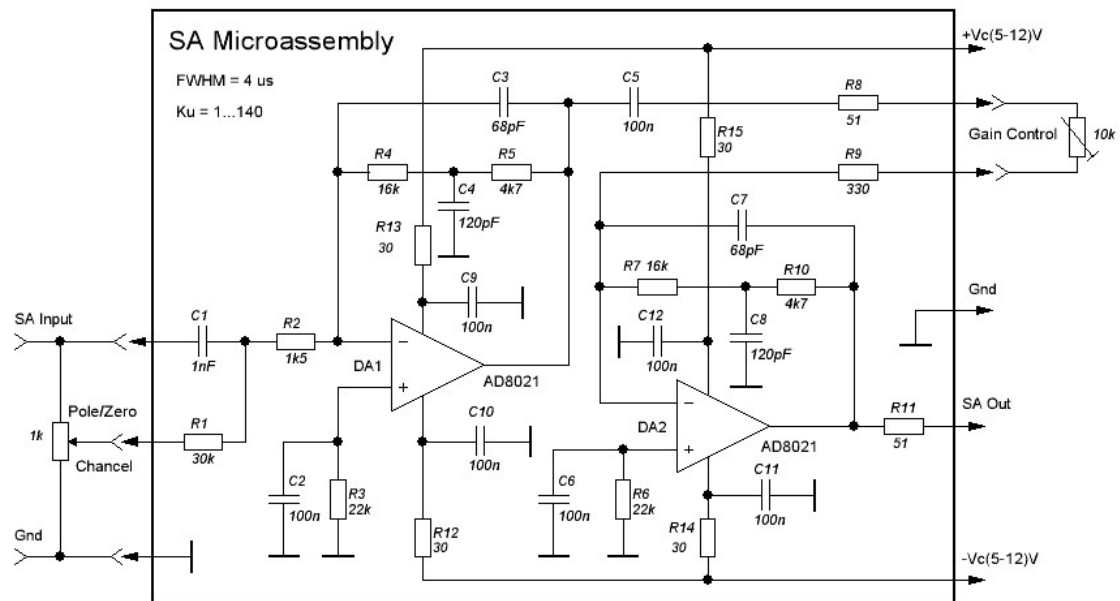 SA Microassembly
+Vc(5-12)V
FWHM = 4 us
Ku = 1...140
C3
68pF
C5
100n
R8
51
Gain Control
10k
R15
30
R4
16k
R5
4k7
C4
120pF
R9
330
R13
30
C7
68pF
C9
100n
R7 16k
R10
4k7
Gnd
SA Input
C1
1nF
R2
1k5
C12
100n
C8
120pF
DA1
AD8021
SA Out
Pole/Zero
1k
R1
30k
Chancel
C10
100n
DA2
AD8021
R11
51
C2
100n
R3
22k
C6
100n
R6
22k
C11
100n
Gnd
R12
30
R14
30
-Vc(5-12)V